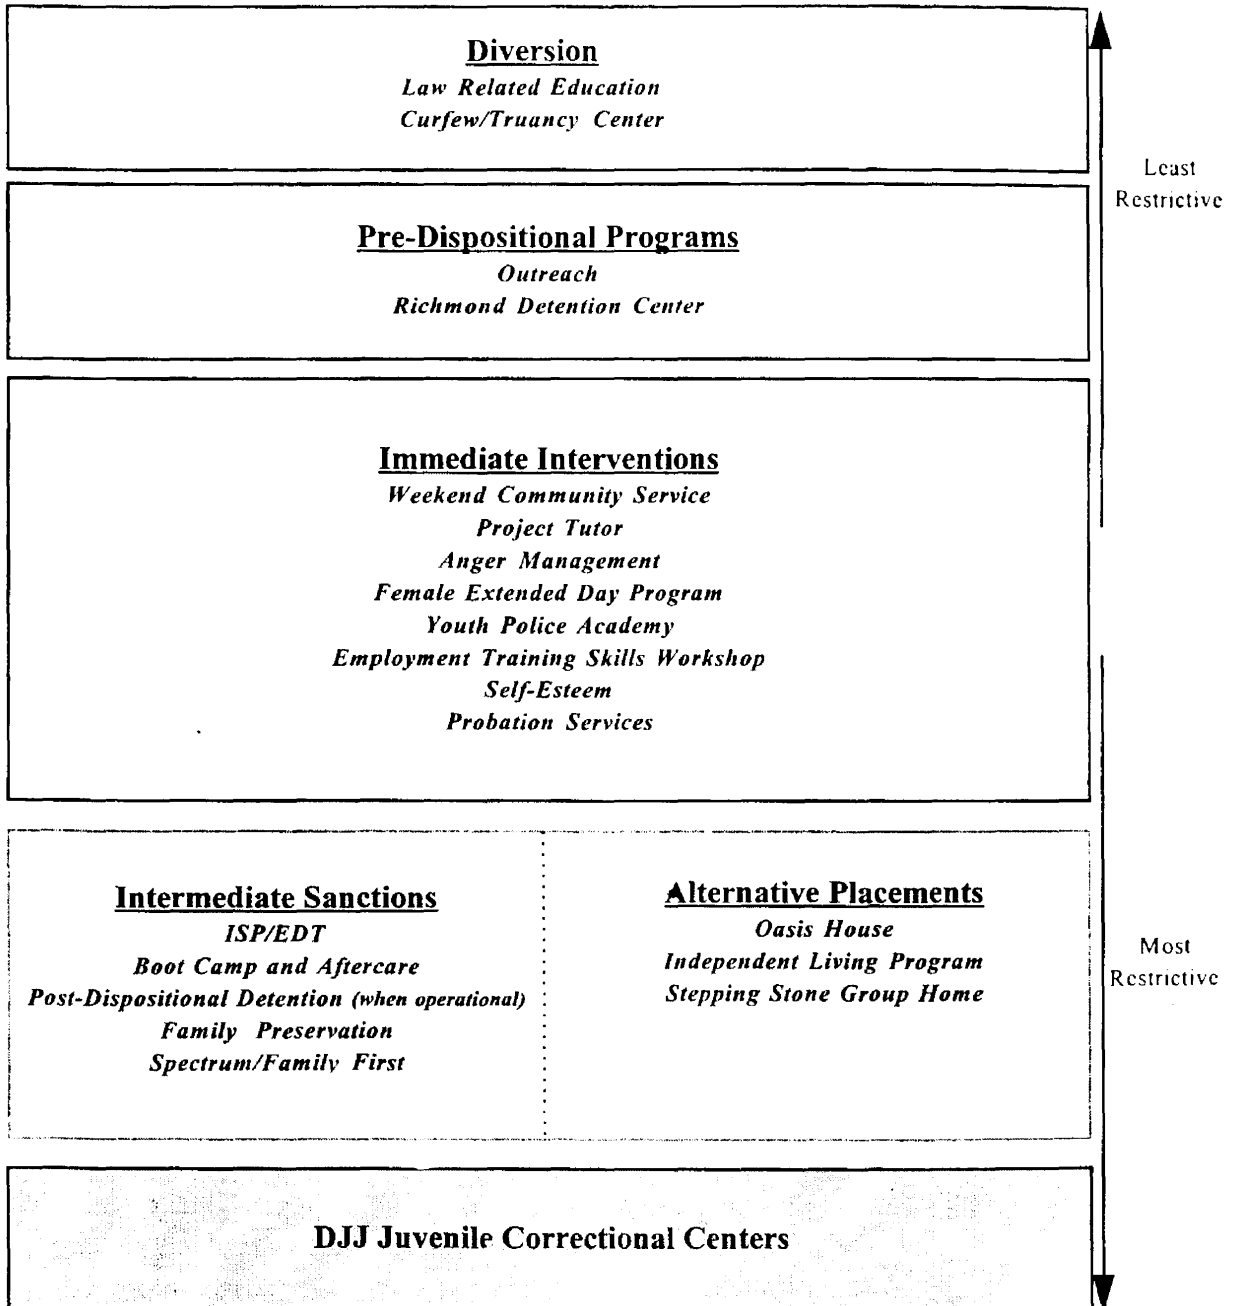 Diversion
Law Related Education
Curfew/Truancy Center
Least
Restrictive
Pre-Dispositional Programs
Outreach
Richmond Detention Center
Immediate Interventions
Weekend Community Service
Project Tutor
Anger Management
Female Extended Day Program
Youth Police Academy
Employment Training Skills Workshop
Self-Esteem
Probation Services
Intermediate Sanctions
ISP/EDT
Boot Camp and Aftercare
Post-Dispositional Detention (when operational)
Family Preservation
Spectrum/Family First
Alternative Placements
Oasis House
Independent Living Program
Stepping Stone Group Home
Most
Restrictive
DJJ Juvenile Correctional Centers